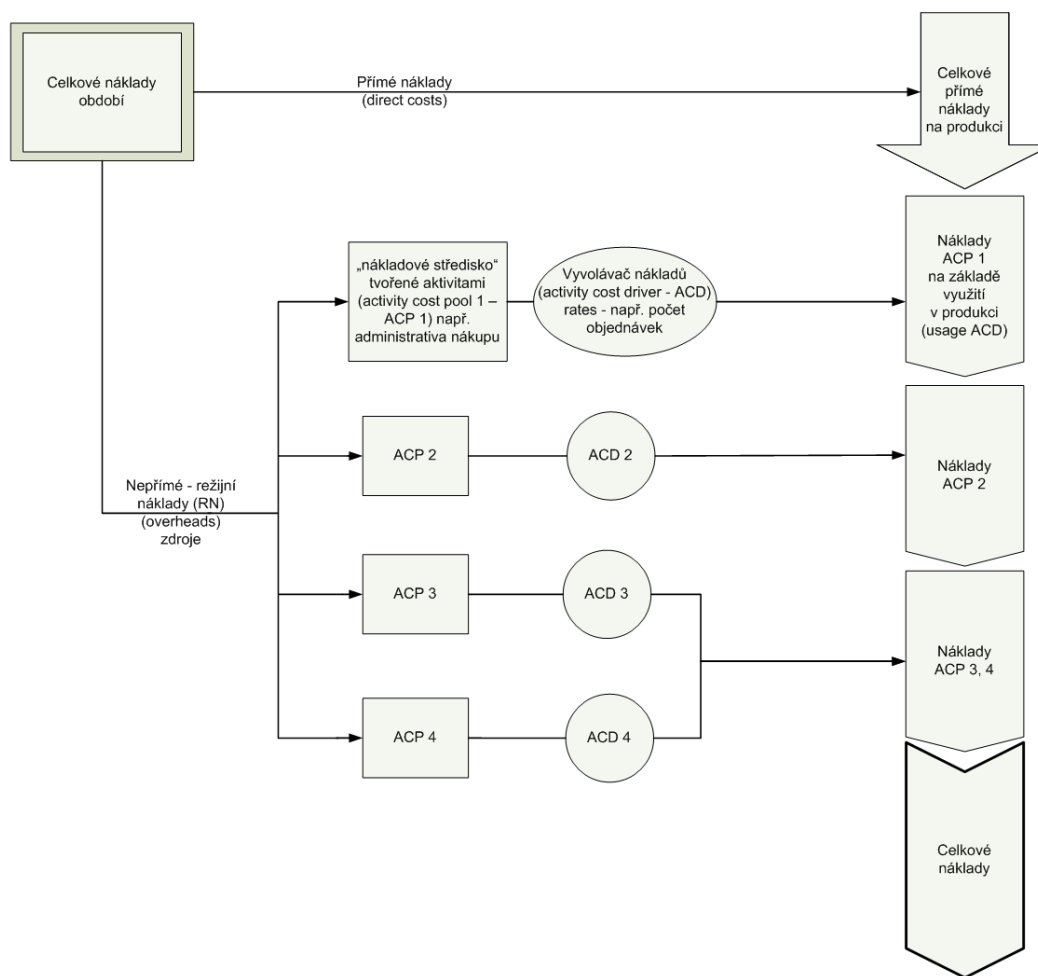 Celkové náklady
období
Přímé náklady
(direct costs)
Celkové
přímé
náklady
na produkci
„nákladové středisko“
tvořené aktivitami
(activity cost pool 1 –
ACP 1) např.
administrativa nákupu
Vyvolávač nákladů
(activity cost driver - ACD)
rates - např. počet
objednávek
Náklady
ACP 1
na základě
využití
v produkci
(usage ACD)
ACP 2
ACD 2
Náklady
ACP 2
Nepřímé - režijní
náklady (RN)
(overheads)
zdroje
ACP 3
ACD 3
Náklady
ACP 3, 4
ACP 4
ACD 4
Celkové
náklady